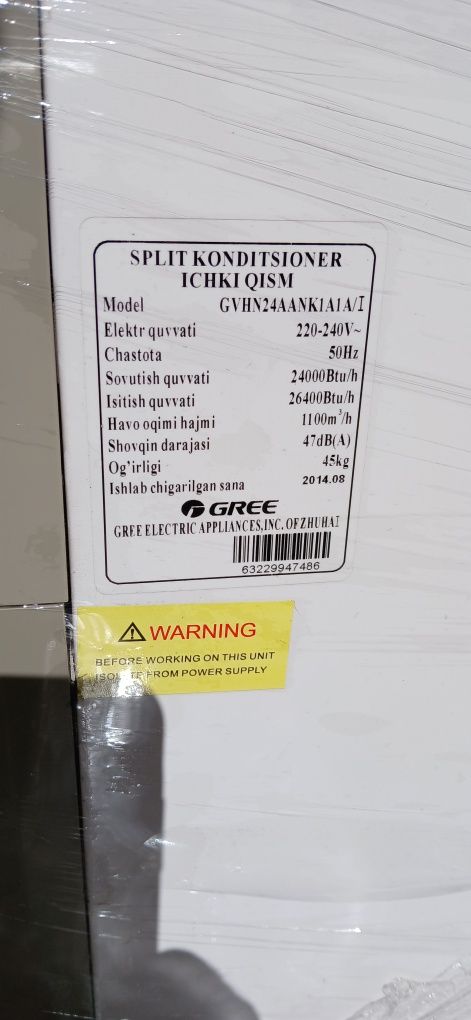 SPLIT KONDITSIONER
ICHKI QISM
Model GVHN24AANK1A1A/I
Elektr quvvati 220-240V~
Chastota 50Hz
Sovutish quvvati 24000Btu/h
Isitish quvvati 26400Btu/h
Havo oqimi hajmi 1100m³/h
Shovqin darajasi 47dB(A)
Og'irligi 45kg
Ishlab chigarilgan sana 2014.08
GREE
GREE ELECTRIC APPLIANCES,INC. OF ZHUHAI
63229947486
WARNING
BEFORE WORKING ON THIS UNIT
ISOLATE FROM POWER SUPPLY